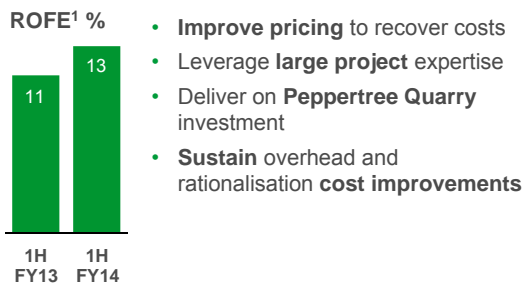 ROFE¹ %
11
13
1H
FY13
1H
FY14
• Improve pricing to recover costs
• Leverage large project expertise
• Deliver on Peppertree Quarry
investment
• Sustain overhead and
rationalisation cost improvements